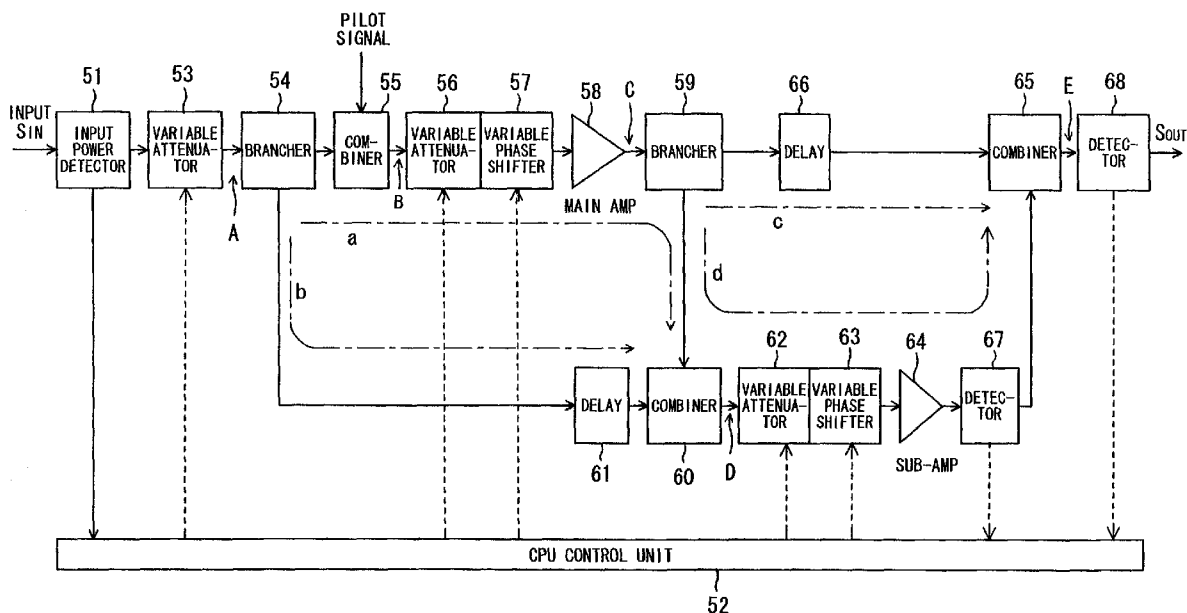 PILOT
SIGNAL
51
53
54
55
56
57
58
C
59
66
65
E
68
INPUT
SIN
INPUT
POWER
DETECTOR
VARIABLE
ATTENUA-
TOR
BRANCHER
COM-
BINER
VARIABLE
ATTENUA-
TOR
VARIABLE
PHASE
SHIFTER
BRANCHER
DELAY
COMBINER
DETEC-
TOR
SOUT
A
B
MAIN AMP
a
c
b
d
62
63
64
67
DELAY
COMBINER
VARIABLE
ATTENUA-
TOR
VARIABLE
PHASE
SHIFTER
DETEC-
TOR
61
60
D
SUB-AMP
CPU CONTROL UNIT
52